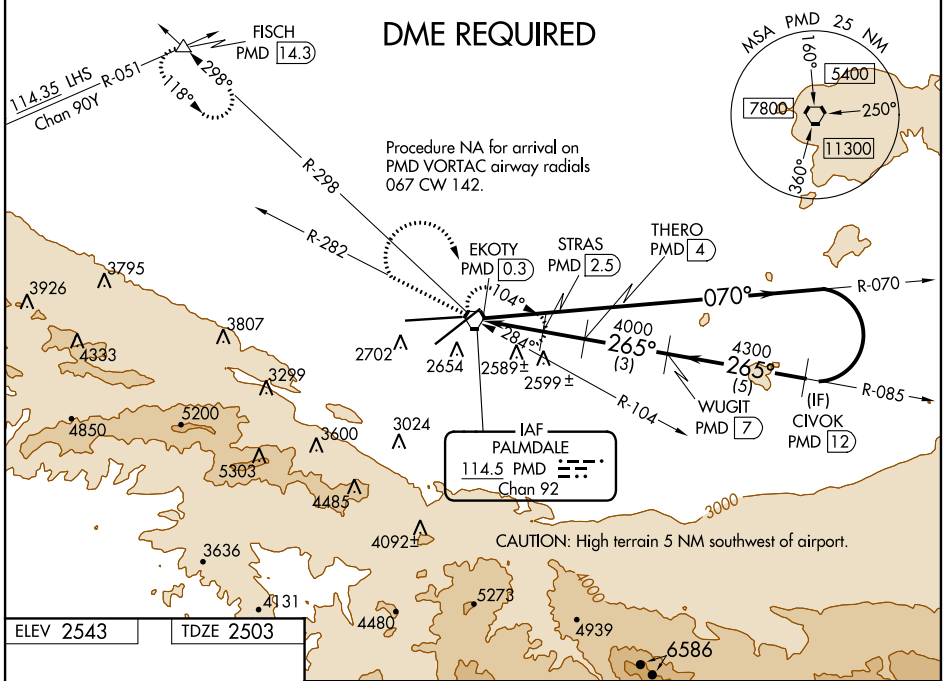 DME REQUIRED
FISCH
PMD 14.3
114.35 LHS
Chan 90Y
R-051
298°
118°
R-298
MSA PMD 25 NM
160°
5400
7800
250°
11300
360°
Procedure NA for arrival on
PMD VORTAC airway radials
067 CW 142.
R-282
EKOTY
PMD 0.3
STRAS
PMD 2.5
THERO
PMD 4
104°
070°
R-070
284°
4000
265°
(3)
4300
265°
(5)
R-085
R-104
WUGIT
PMD 7
(IF)
CIVOK
PMD 12
3926
3795
4333
3807
2702
2654
2589±
2599±
3299
4850
5200
3600
3024
5303
4485
IAF
PALMDALE
114.5 PMD
Chan 92
4092±
3000
CAUTION: High terrain 5 NM southwest of airport.
3636
4000
4131
4480
5273
4939
6586
ELEV 2543
TDZE 2503